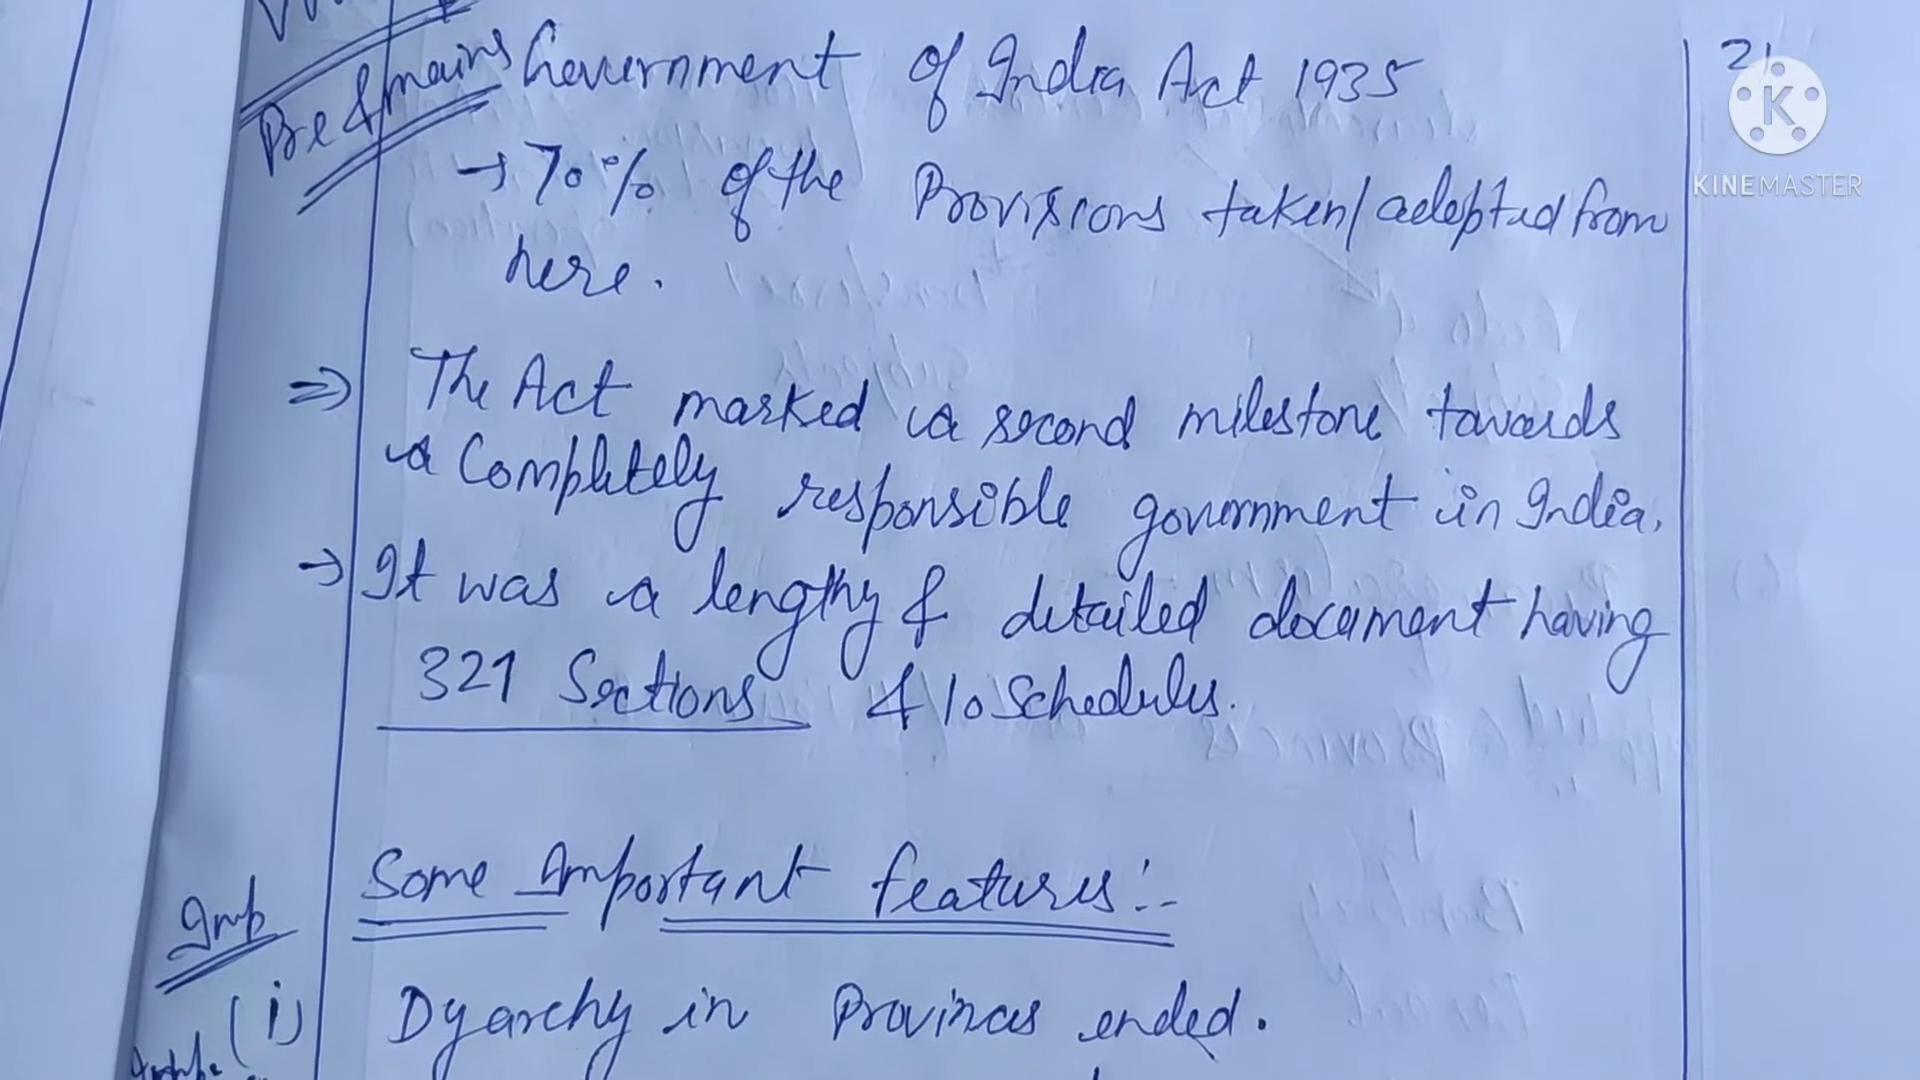 Pre & mains Government of India Act 1935
→ 70% of the Provisions taken/adopted from
here.
⇒ The Act marked a second milestone towards
a Completely responsible government in India.
→ It was a lengthy & detailed document having
321 Sections & 10 Schedules.
Some Important features:-
Imp
(i) Dyarchy in Provinces ended.
KINEMASTER